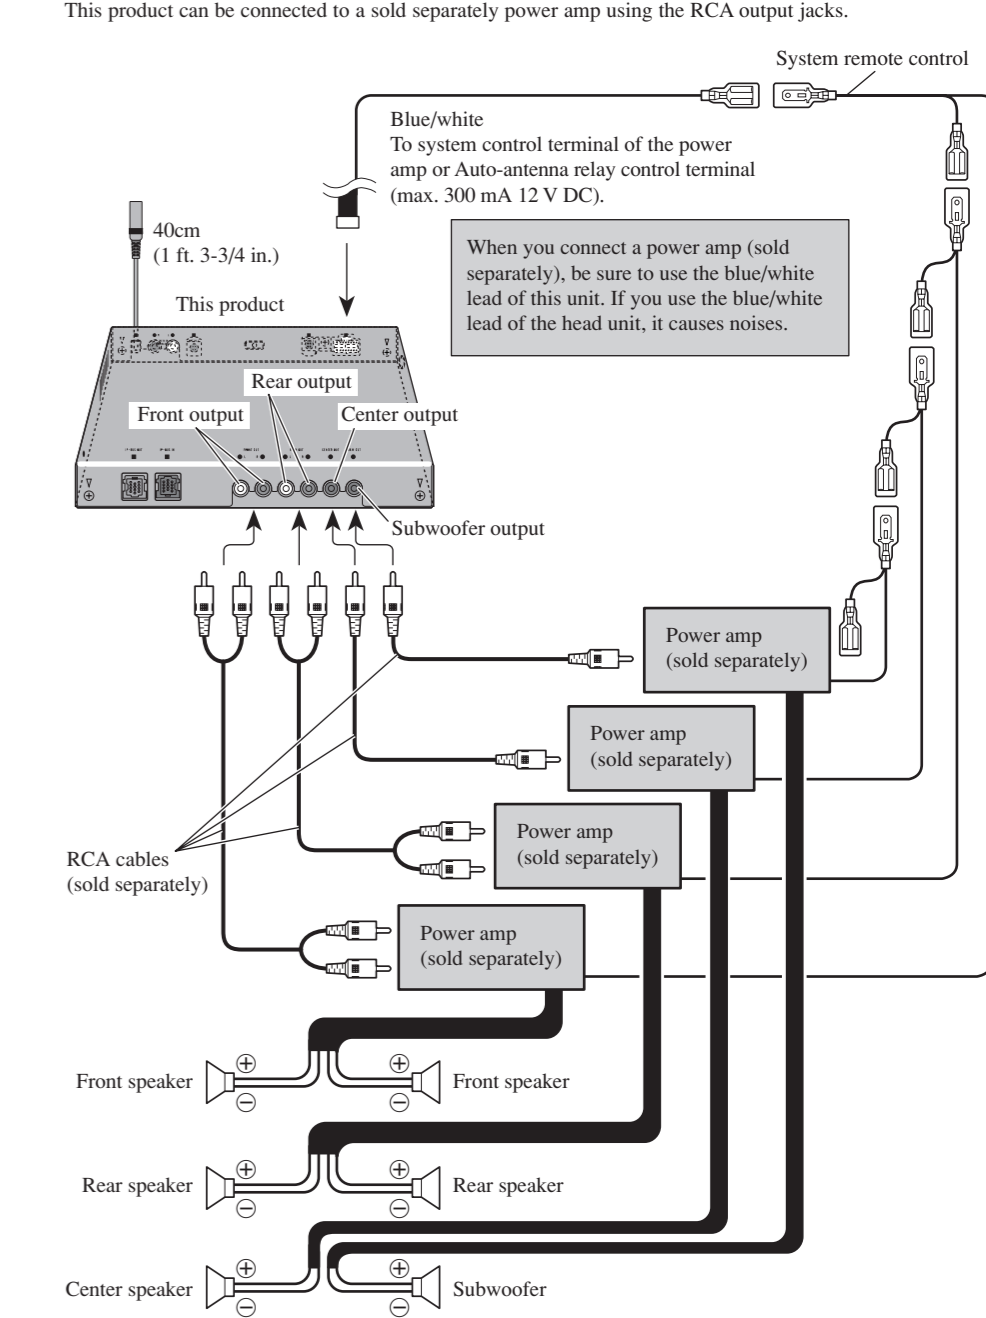 This product can be connected to a sold separately power amp using the RCA output jacks.
System remote control
Blue/white
To system control terminal of the power
amp or Auto-antenna relay control terminal
(max. 300 mA 12 V DC).
40cm
(1 ft. 3-3/4 in.)
When you connect a power amp (sold
separately), be sure to use the blue/white
lead of this unit. If you use the blue/white
lead of the head unit, it causes noises.
This product
Rear output
Front output
Center output
Subwoofer output
Power amp
(sold separately)
Power amp
(sold separately)
Power amp
(sold separately)
RCA cables
(sold separately)
Power amp
(sold separately)
Front speaker
Front speaker
Rear speaker
Rear speaker
Center speaker
Subwoofer